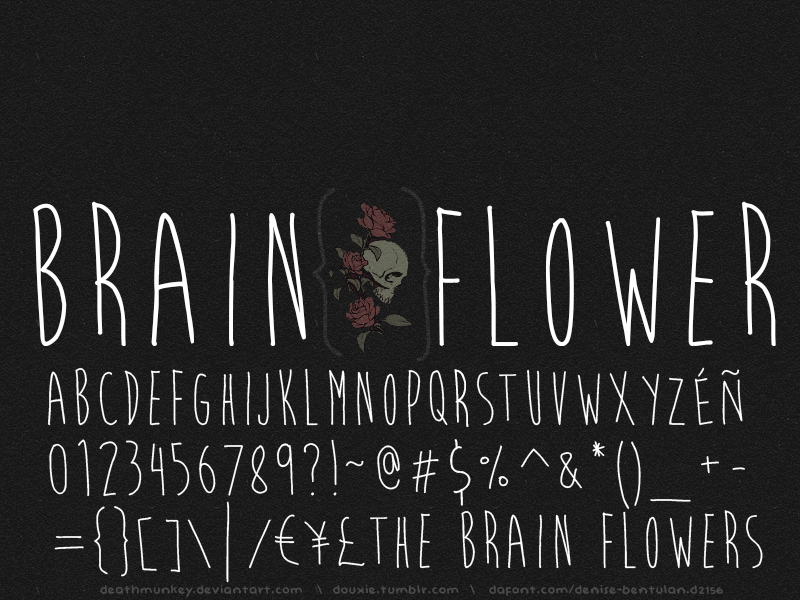 BRAIN { } FLOWER
ABCDEFGHIJKLMNOPQRSTUVWXYZÉÑ
0123456789?!~@#$%^&*()_+-
={}[]\|/€¥£THE BRAIN FLOWERS
deathmunkey.deviantart.com \ douxie.tumblr.com \ dafont.com/denise-bentulan.d2156